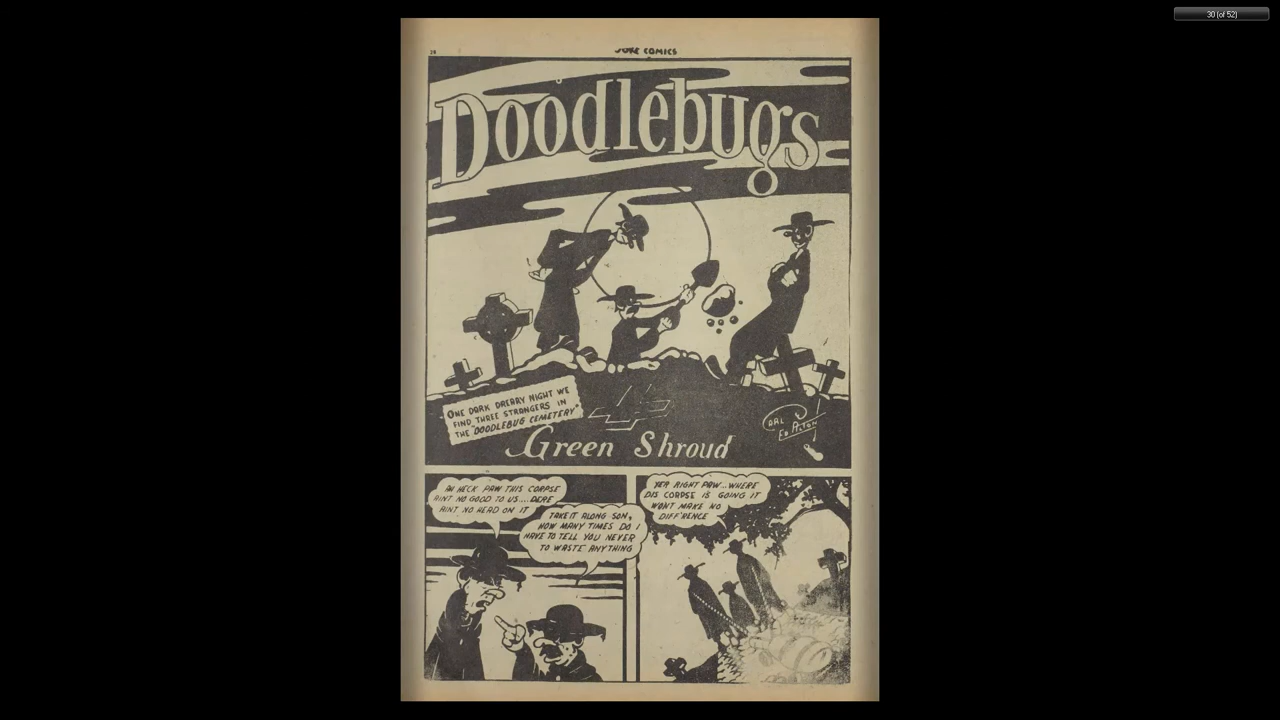 30 (of 52)
28
JOKE COMICS
Doodlebugs
ONE DARK DREARY NIGHT WE
FIND THREE STRANGERS IN
THE "DOODLEBUG CEMETERY"
Green Shroud
CARL
ED ALTON
AW HECK PAW THIS CORPSE
AINT NO GOOD TO US....DERE
AINT NO HEAD ON IT
TAKE IT ALONG SON,
HOW MANY TIMES DO I
HAVE TO TELL YOU NEVER
TO WASTE ANYTHING
YER RIGHT PAW..WHERE
DIS CORPSE IS GOING IT
WONT MAKE NO
DIFF'RENCE